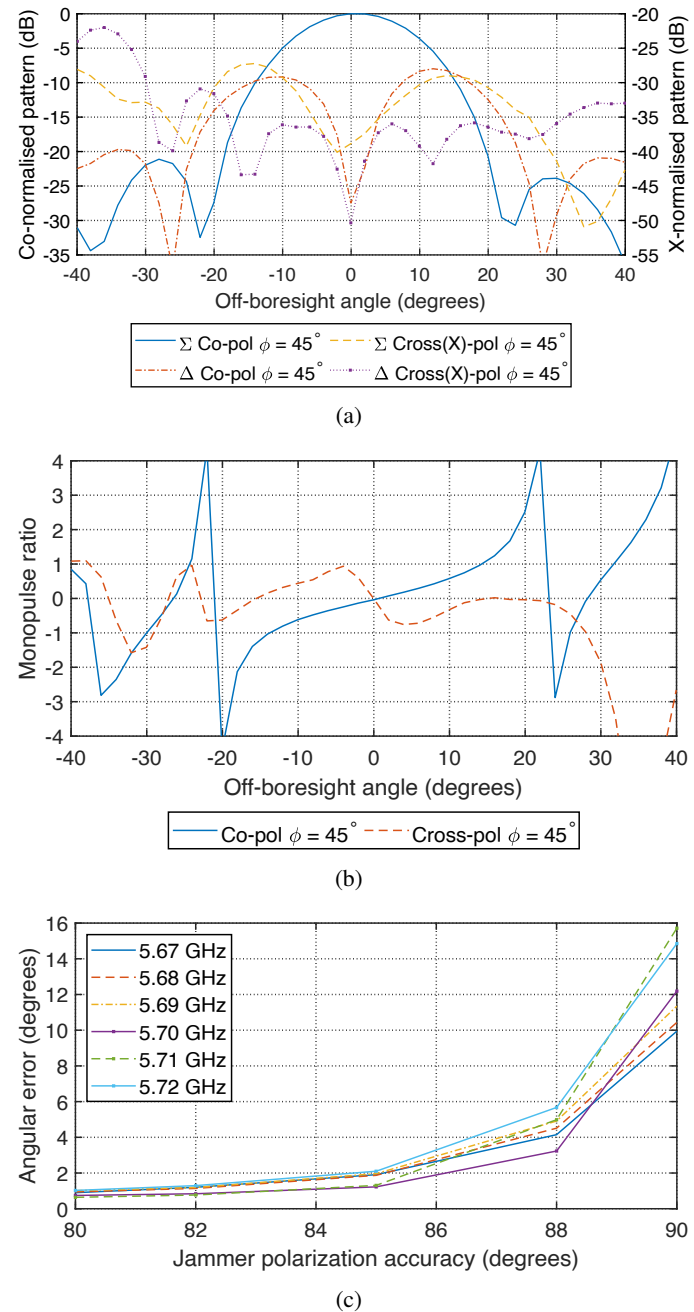 0 -5 -10 -15 -20 -25 -30 -35
Co-normalised pattern (dB)
-20 -25 -30 -35 -40 -45 -50 -55
X-normalised pattern (dB)
-40 -30 -20 -10 0 10 20 30 40
Off-boresight angle (degrees)
Σ Co-pol ϕ = 45° Σ Cross(X)-pol ϕ = 45°
Δ Co-pol ϕ = 45° Δ Cross(X)-pol ϕ = 45°
(a)
4 3 2 1 0 -1 -2 -3 -4
Monopulse ratio
-40 -30 -20 -10 0 10 20 30 40
Off-boresight angle (degrees)
Co-pol ϕ = 45° Cross-pol ϕ = 45°
(b)
16 14 12 10 8 6 4 2 0
Angular error (degrees)
5.67 GHz
5.68 GHz
5.69 GHz
5.70 GHz
5.71 GHz
5.72 GHz
80 82 84 86 88 90
Jammer polarization accuracy (degrees)
(c)